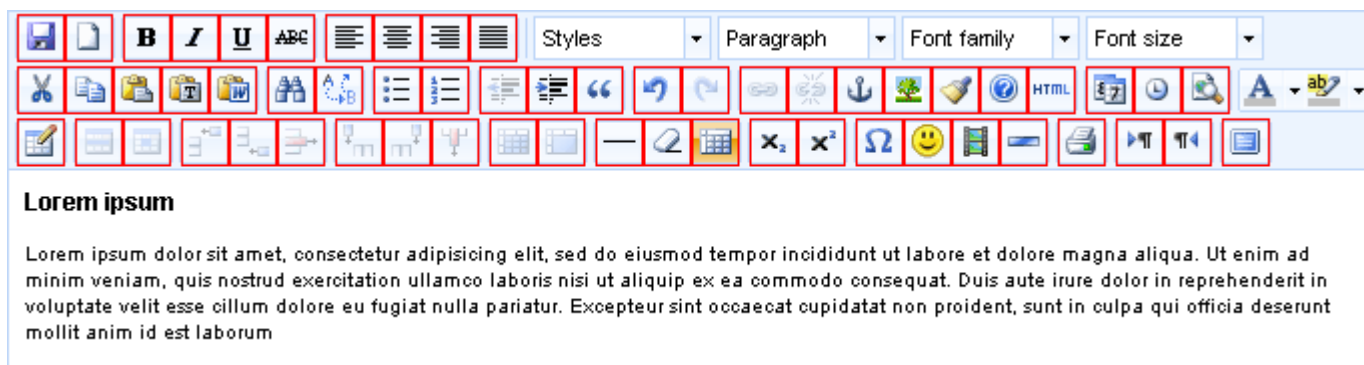 B I U ABC Styles Paragraph Font family Font size
HTML A ab
x₂ x² Ω ¶ ¶
Lorem ipsum
Lorem ipsum dolor sit amet, consectetur adipisicing elit, sed do eiusmod tempor incididunt ut labore et dolore magna aliqua. Ut enim ad
minim veniam, quis nostrud exercitation ullamco laboris nisi ut aliquip ex ea commodo consequat. Duis aute irure dolor in reprehenderit in
voluptate velit esse cillum dolore eu fugiat nulla pariatur. Excepteur sint occaecat cupidatat non proident, sunt in culpa qui officia deserunt
mollit anim id est laborum